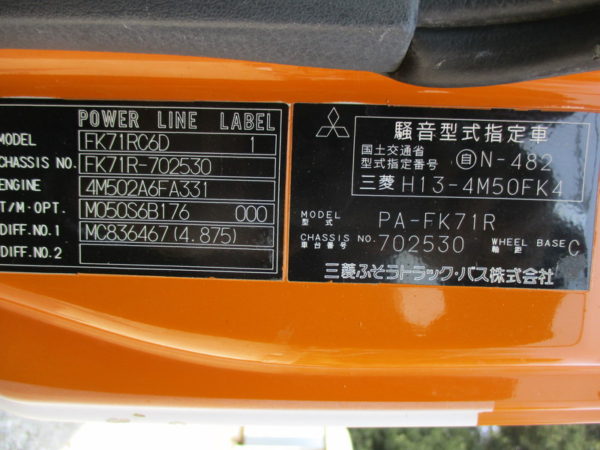 POWER LINE LABEL
MODEL FK71RC6D 1
CHASSIS NO. FK71R-702530
ENGINE 4M502A6FA331
T/M·OPT. M050S6B176 000
DIFF.NO.1 MC836467(4.875)
DIFF.NO.2
騒音型式指定車
国土交通省
型式指定番号 自N-482
三菱 H13-4M50FK4
MODEL
型式 PA-FK71R
CHASSIS NO.
車台番号 702530 WHEEL BASE
軸距 C
三菱ふそうトラック・バス株式会社